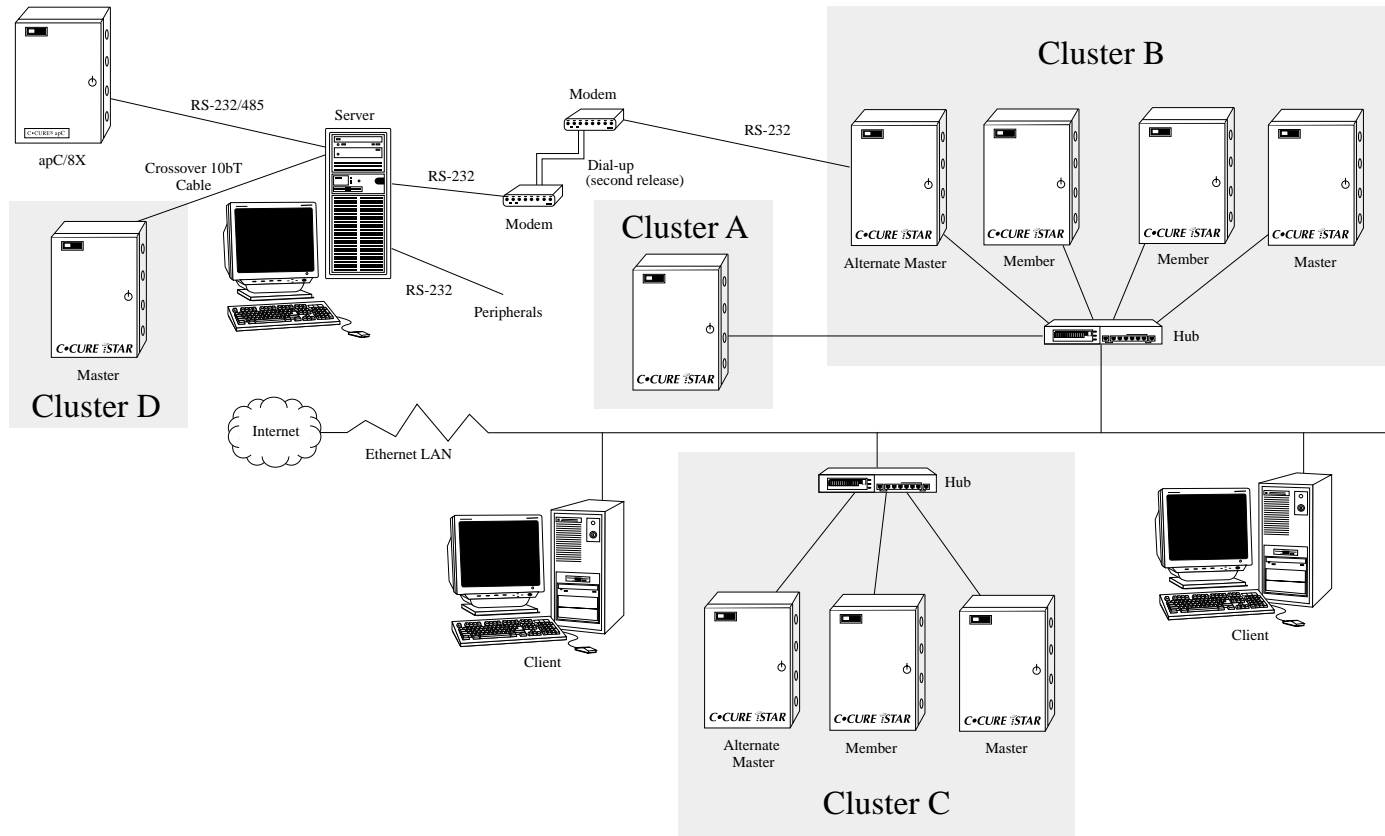 Cluster B
Modem
RS-232/485
Server
RS-232
C•CURE® apC
apC/8X
Crossover 10bT
Cable
Dial-up
(second release)
RS-232
Modem
Cluster A
C•CURE iSTAR
C•CURE iSTAR
C•CURE iSTAR
C•CURE iSTAR
Alternate Master
Member
Member
Master
RS-232
Peripherals
Hub
C•CURE iSTAR
Master
C•CURE iSTAR
Cluster D
Internet
Ethernet LAN
Hub
Client
Client
C•CURE iSTAR
C•CURE iSTAR
C•CURE iSTAR
Alternate
Master
Member
Master
Cluster C